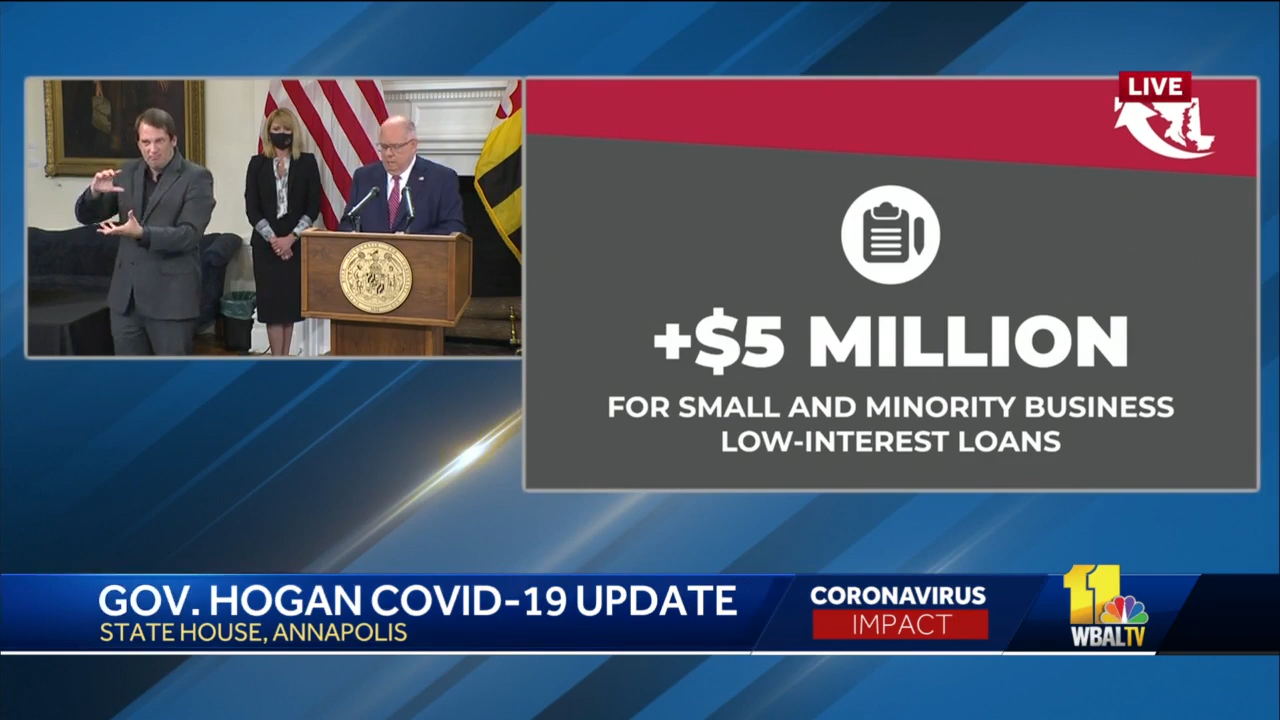 LIVE
+$5 MILLION
FOR SMALL AND MINORITY BUSINESS
LOW-INTEREST LOANS
GOV. HOGAN COVID-19 UPDATE
STATE HOUSE, ANNAPOLIS
CORONAVIRUS
IMPACT
11
WBALTV